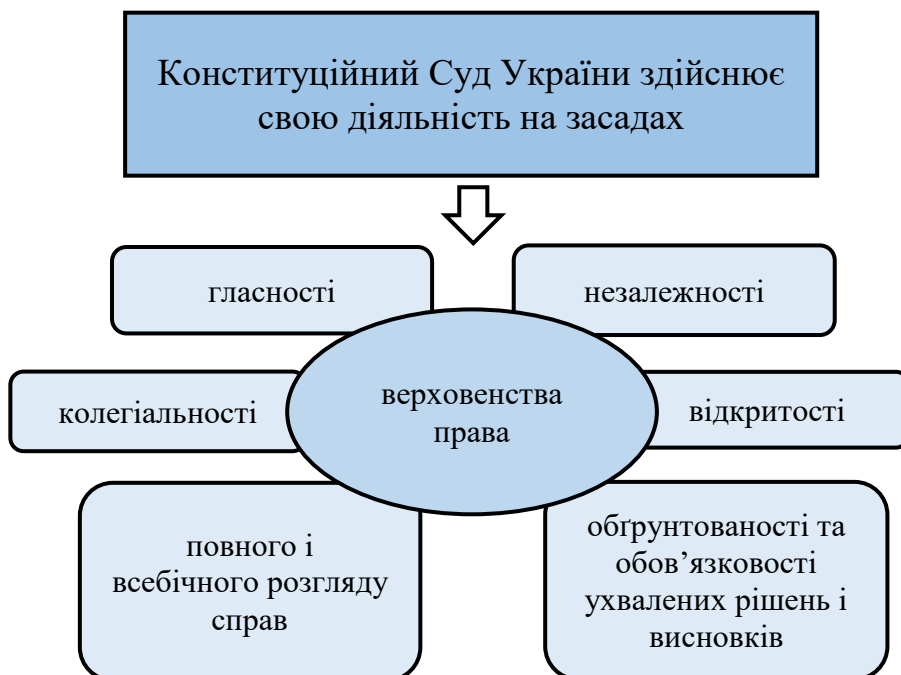 Конституційний Суд України здійснює
свою діяльність на засадах
гласності
незалежності
колегіальності
верховенства
права
відкритості
повного і
всебічного розгляду
справ
обґрунтованості та
обов’язковості
ухвалених рішень і
висновків